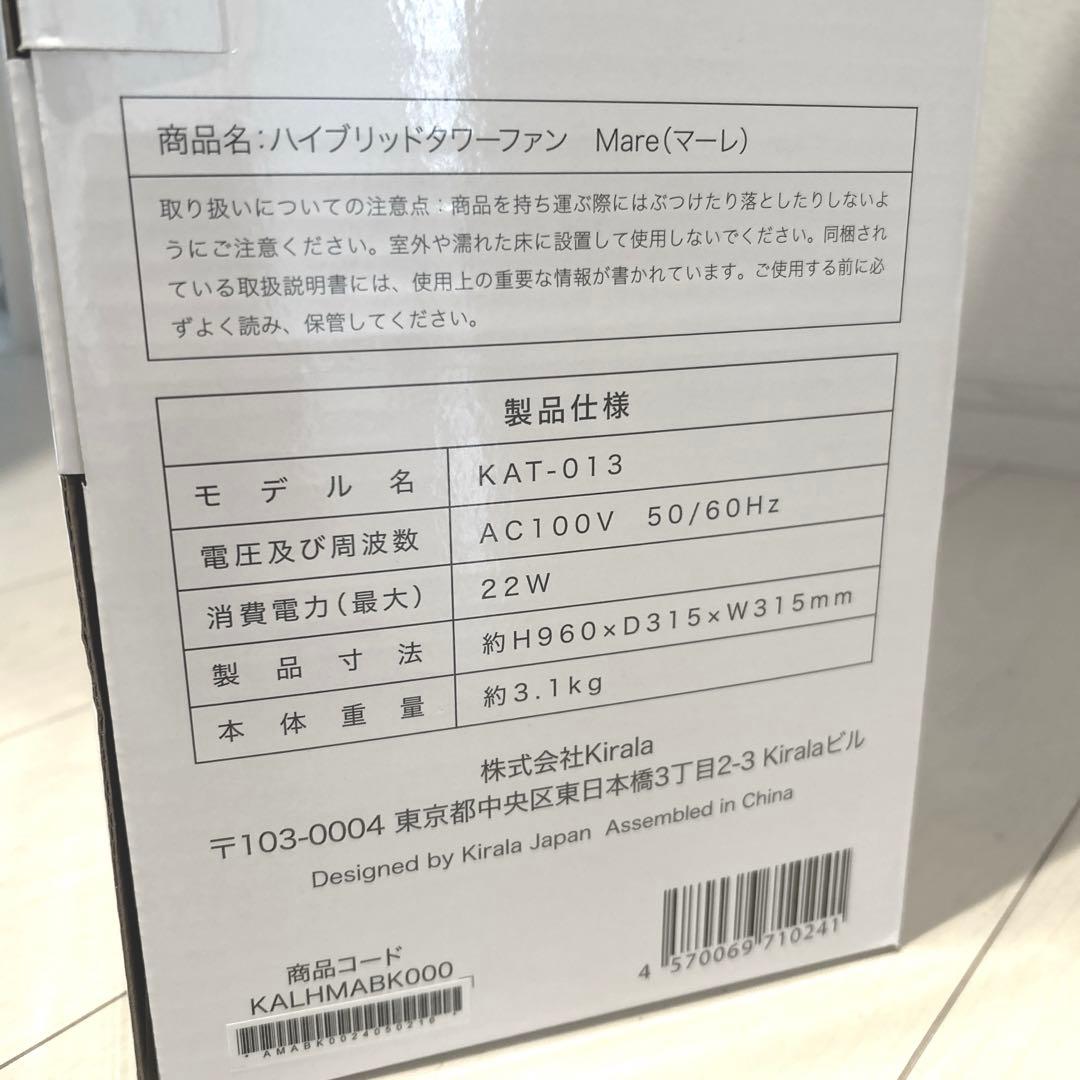 商品名:ハイブリッドタワーファン Mare(マーレ)
取り扱いについての注意点:商品を持ち運ぶ際にはぶつけたり落としたりしないよ
うにご注意ください。室外や濡れた床に設置して使用しないでください。同梱され
ている取扱説明書には、使用上の重要な情報が書かれています。ご使用する前に必
ずよく読み、保管してください。
製品仕様
モデル名 KAT-013
電圧及び周波数 AC100V 50/60Hz
消費電力(最大) 22W
製品寸法 約H960×D315×W315mm
本体重量 約3.1kg
株式会社Kirala
〒103-0004 東京都中央区東日本橋3丁目2-3 Kiralaビル
Designed by Kirala Japan Assembled in China
4 570069 710241
商品コード
KALHMABK000